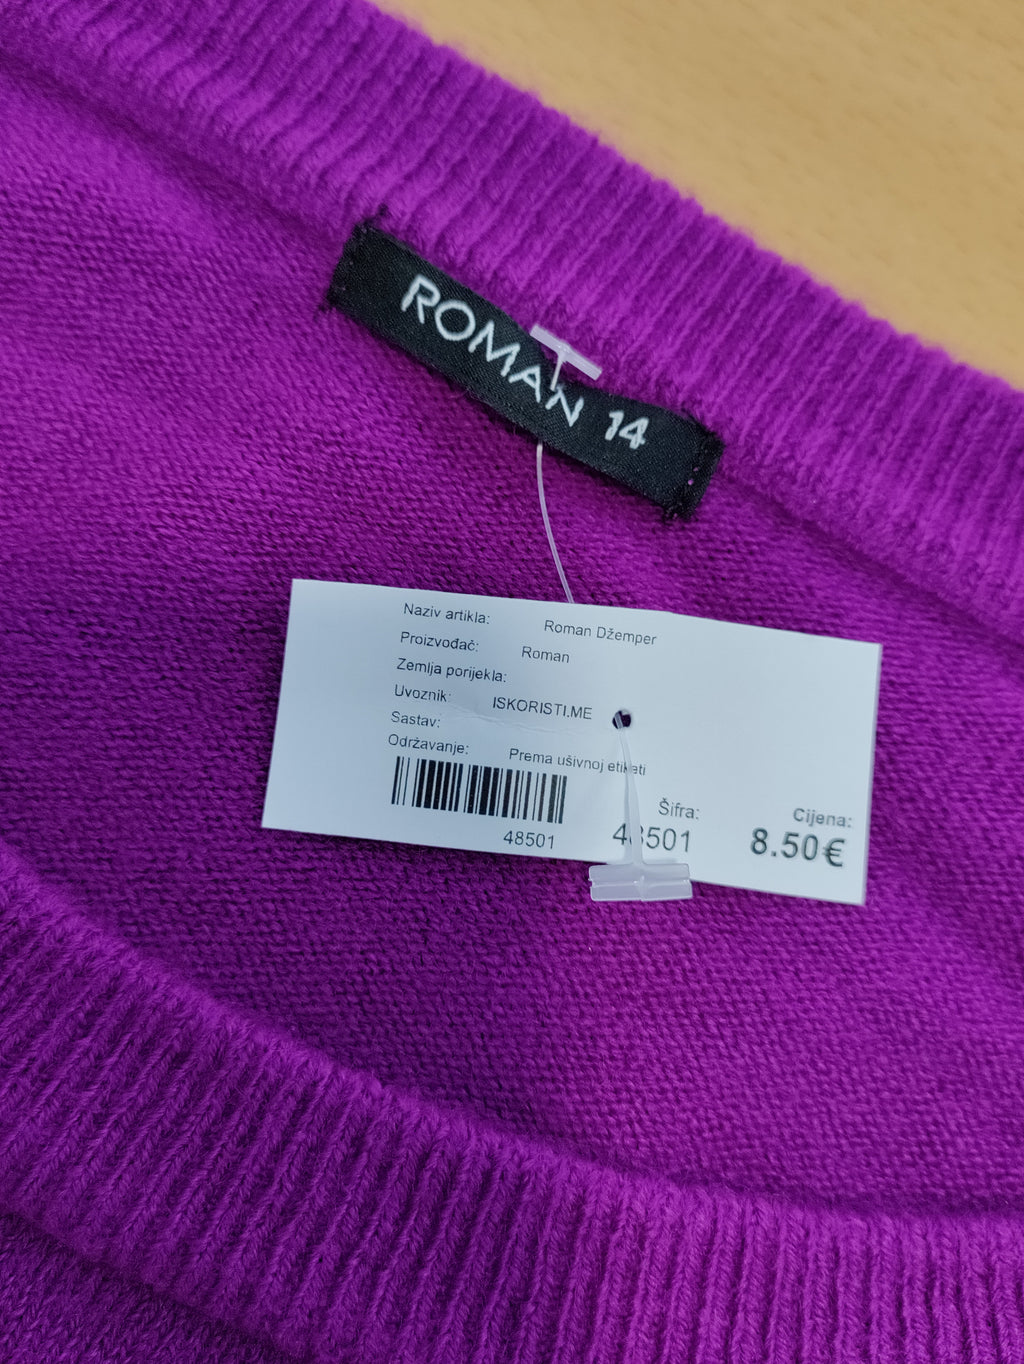 ROMAN 14
Naziv artikla: Roman Džemper
Proizvođač: Roman
Zemlja porijekla:
Uvoznik: ISKORISTI.ME
Sastav:
Održavanje: Prema ušivnoj etiketi
48501
Šifra:
48501
Cijena:
8.50€